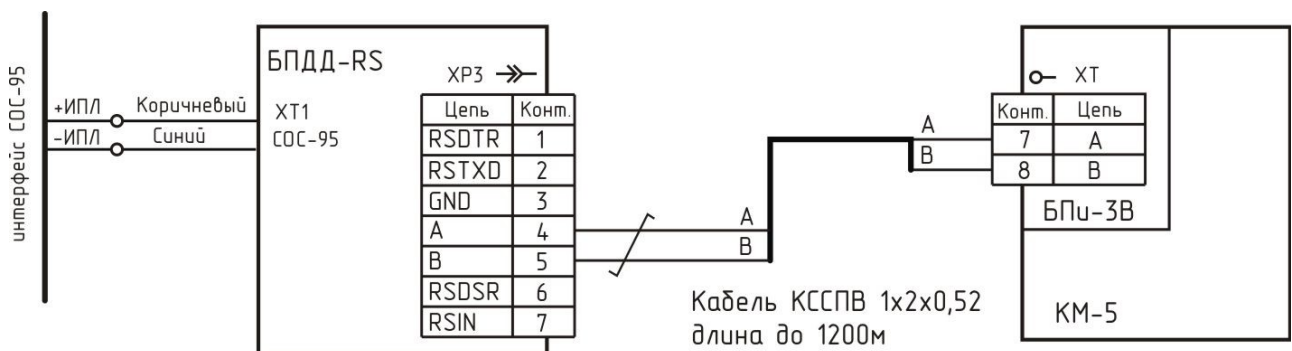 интерфейс СОС-95
+ИПЛ Коричневый
-ИПЛ Синий
БПДД-RS
XT1
СОС-95
XP3
Цепь Конт.
RSDTR 1
RSTXD 2
GND 3
A 4
B 5
RSDSR 6
RSIN 7
A
B
Кабель КССПВ 1x2x0,52
длина до 1200м
A
B
XT
Конт. Цепь
7 A
8 B
БПи-3В
КМ-5